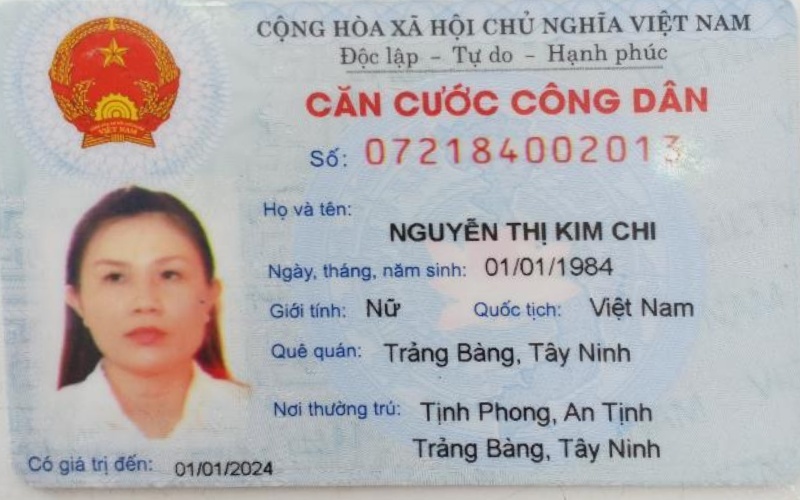 CỘNG HÒA XÃ HỘI CHỦ NGHĨA VIỆT NAM
Độc lập - Tự do - Hạnh phúc
CĂN CƯỚC CÔNG DÂN
Số: 072184002013
Họ và tên:
NGUYỄN THỊ KIM CHI
Ngày, tháng, năm sinh: 01/01/1984
Giới tính: Nữ Quốc tịch: Việt Nam
Quê quán: Trảng Bàng, Tây Ninh
Nơi thường trú: Tịnh Phong, An Tịnh
Trảng Bàng, Tây Ninh
Có giá trị đến: 01/01/2024